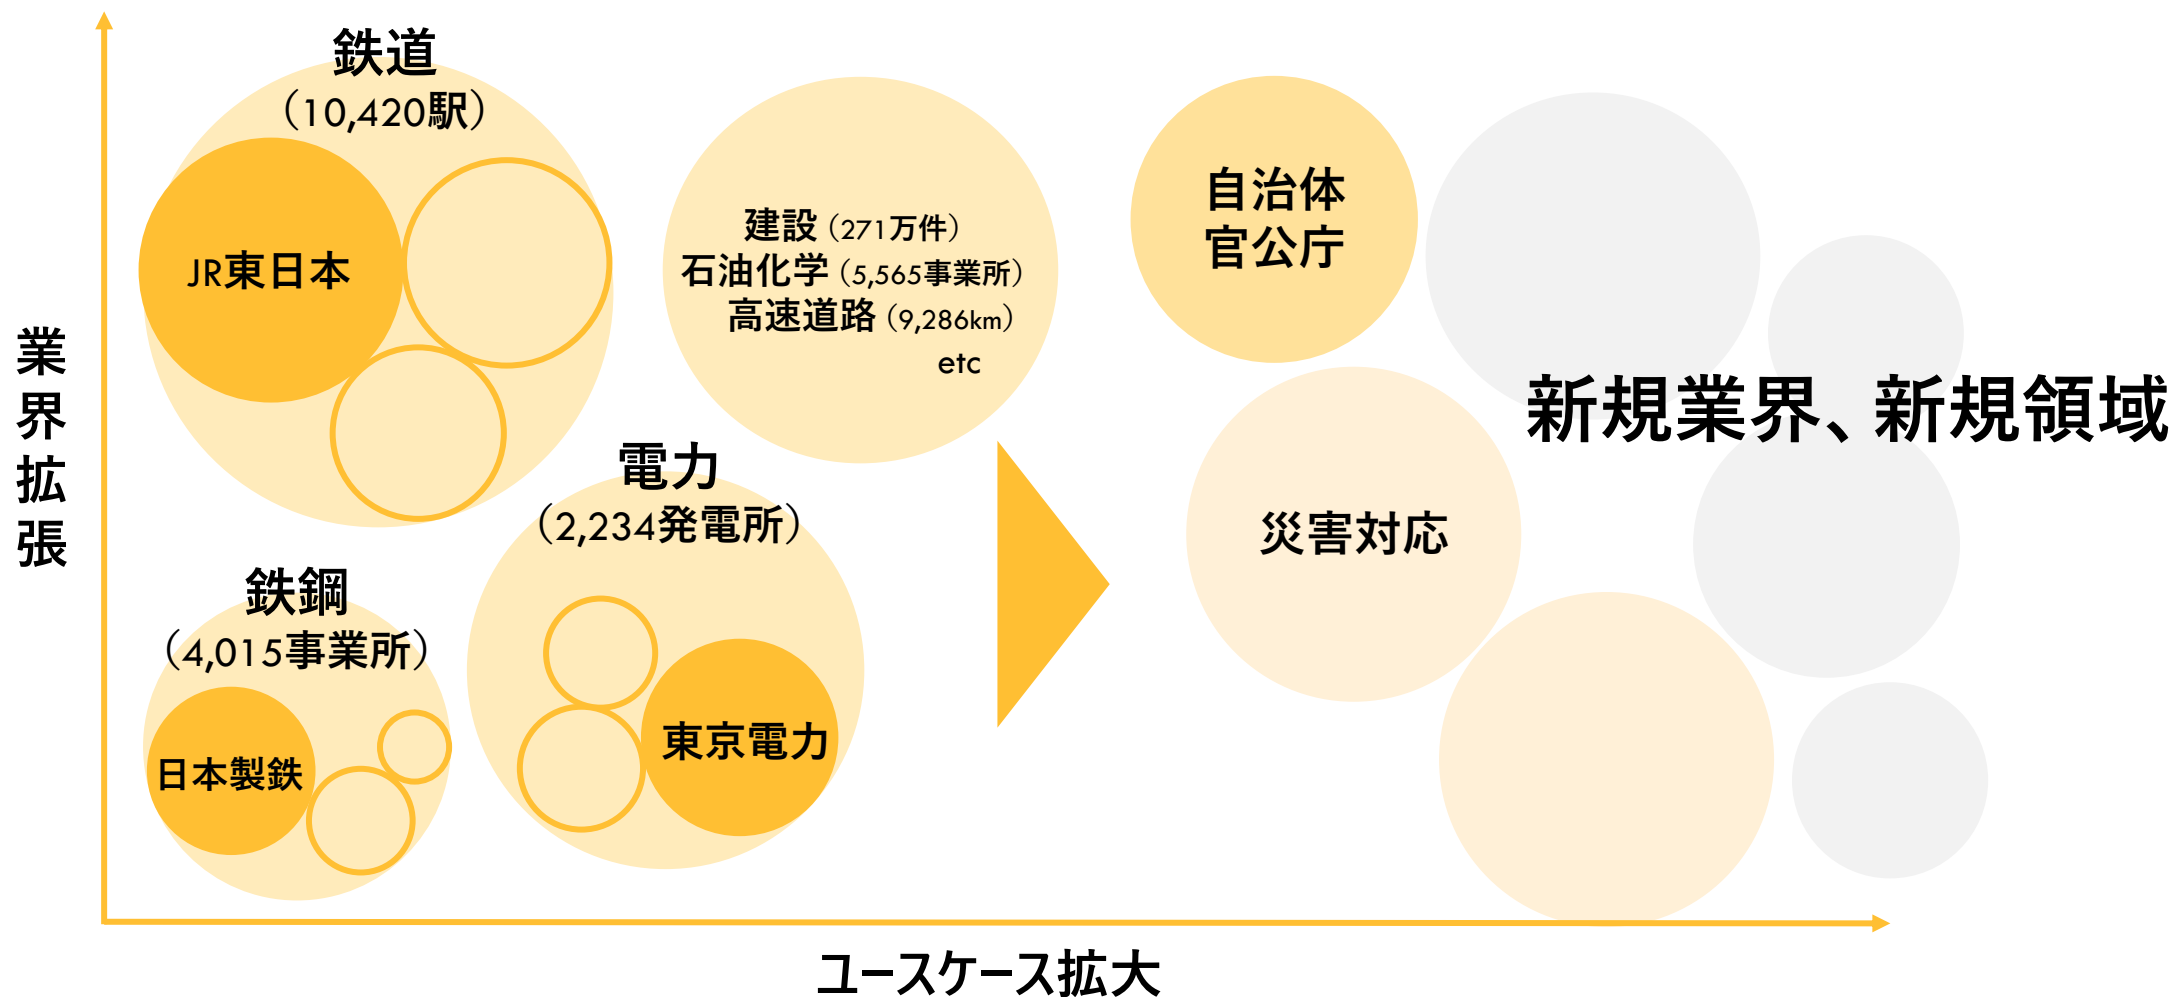 鉄道
（10,420駅）
JR東日本
建設（271万件）
石油化学（5,565事業所）
高速道路（9,286km）
etc
自治体
官公庁
業界拡張
新規業界、新規領域
電力
（2,234発電所）
災害対応
鉄鋼
（4,015事業所）
東京電力
日本製鉄
ユースケース拡大